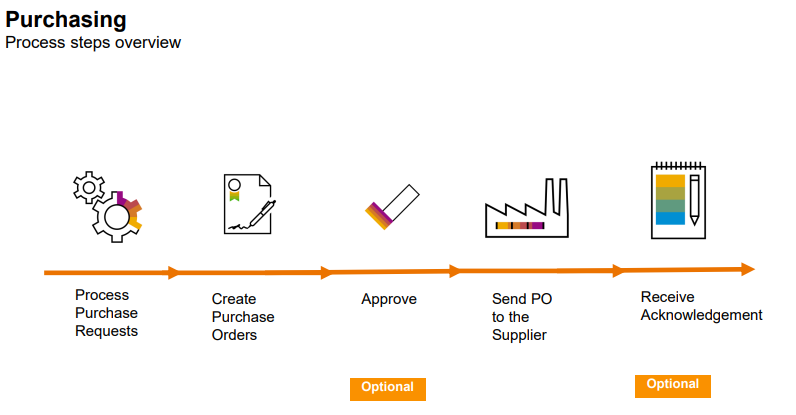 Purchasing
Process steps overview
Process
Purchase
Requests
Create
Purchase
Orders
Approve
Send PO
to the
Supplier
Receive
Acknowledgement
Optional
Optional